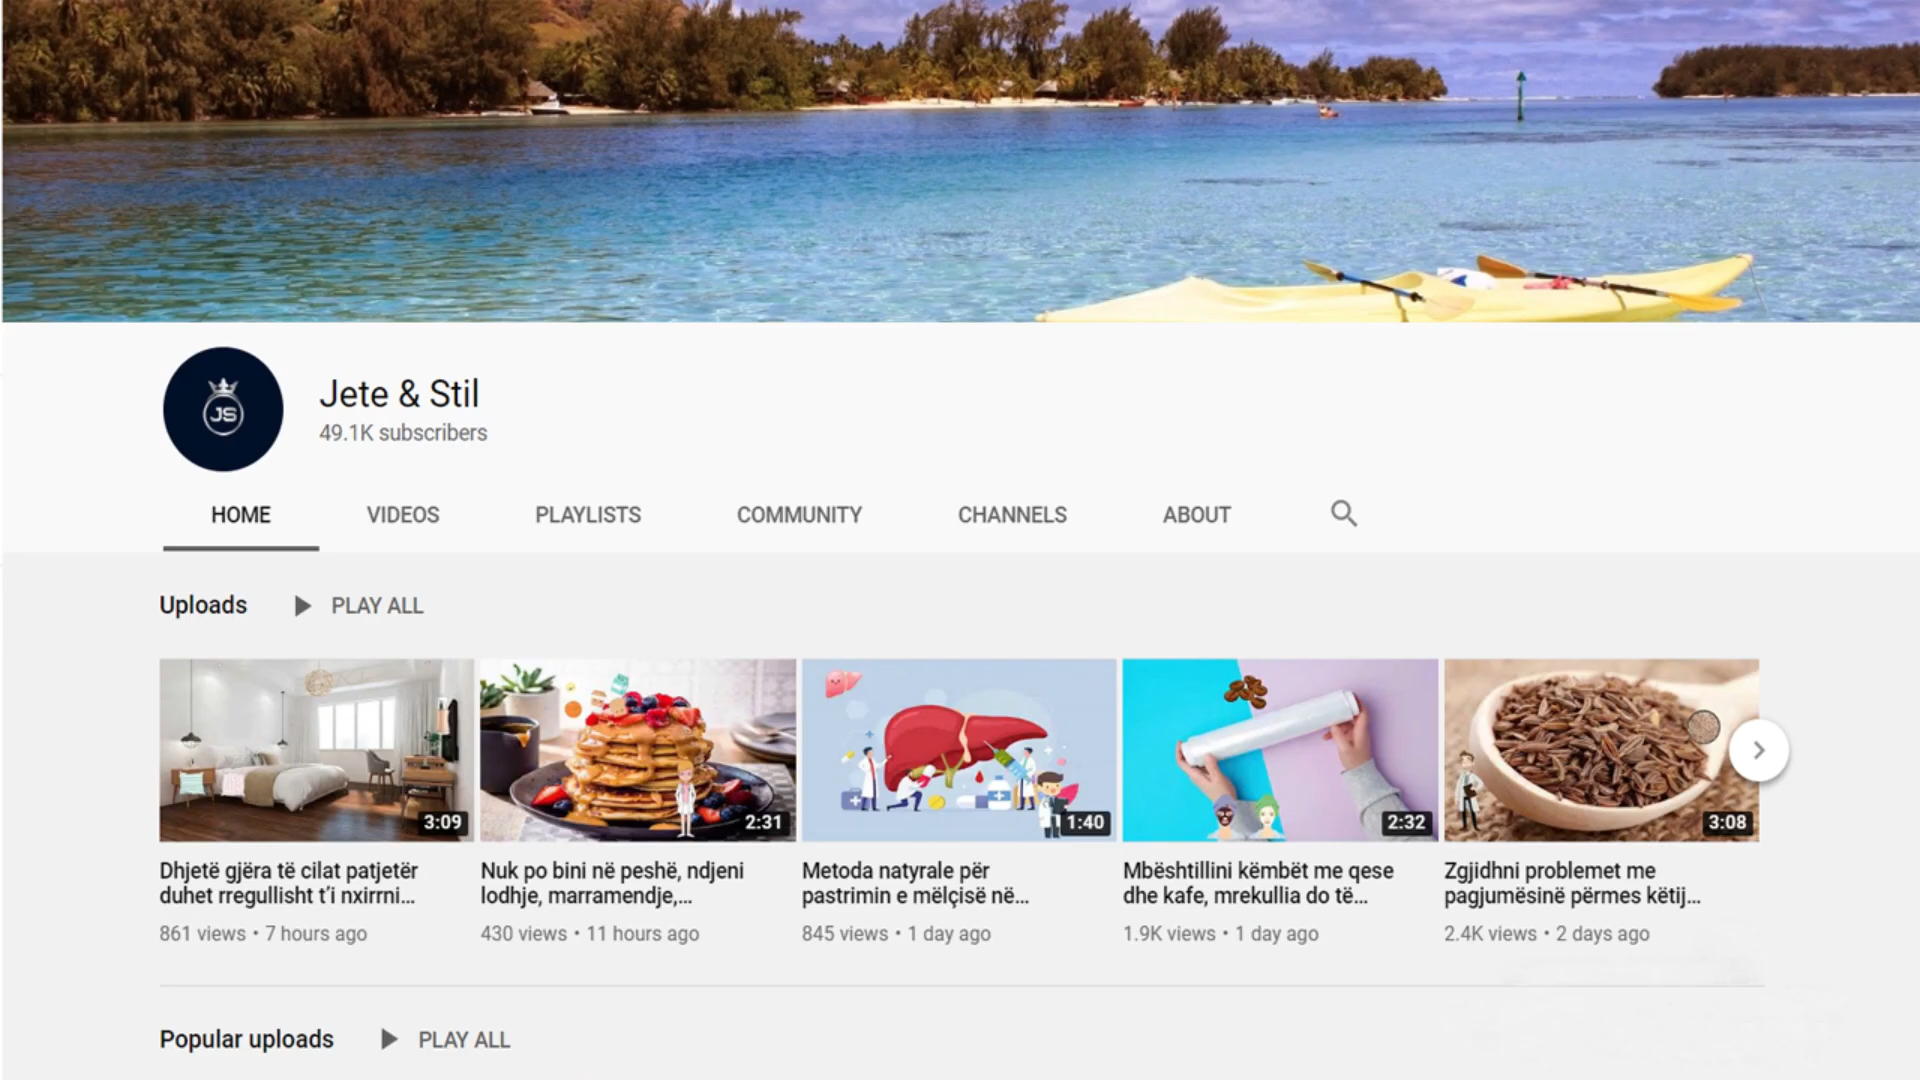 JS
Jete & Stil
49.1K subscribers
HOME VIDEOS PLAYLISTS COMMUNITY CHANNELS ABOUT
Uploads PLAY ALL
3:09 2:31 1:40 2:32 3:08
Dhjetë gjëra të cilat patjetër
duhet rregullisht t’i nxirrni...
861 views • 7 hours ago
Nuk po bini në peshë, ndjeni
lodhje, marramendje,...
430 views • 11 hours ago
Metoda natyrale për
pastrimin e mëlçisë në...
845 views • 1 day ago
Mbështillini këmbët me qese
dhe kafe, mrekullia do të...
1.9K views • 1 day ago
Zgjidhni problemet me
pagjumësinë përmes këtij...
2.4K views • 2 days ago
Popular uploads PLAY ALL